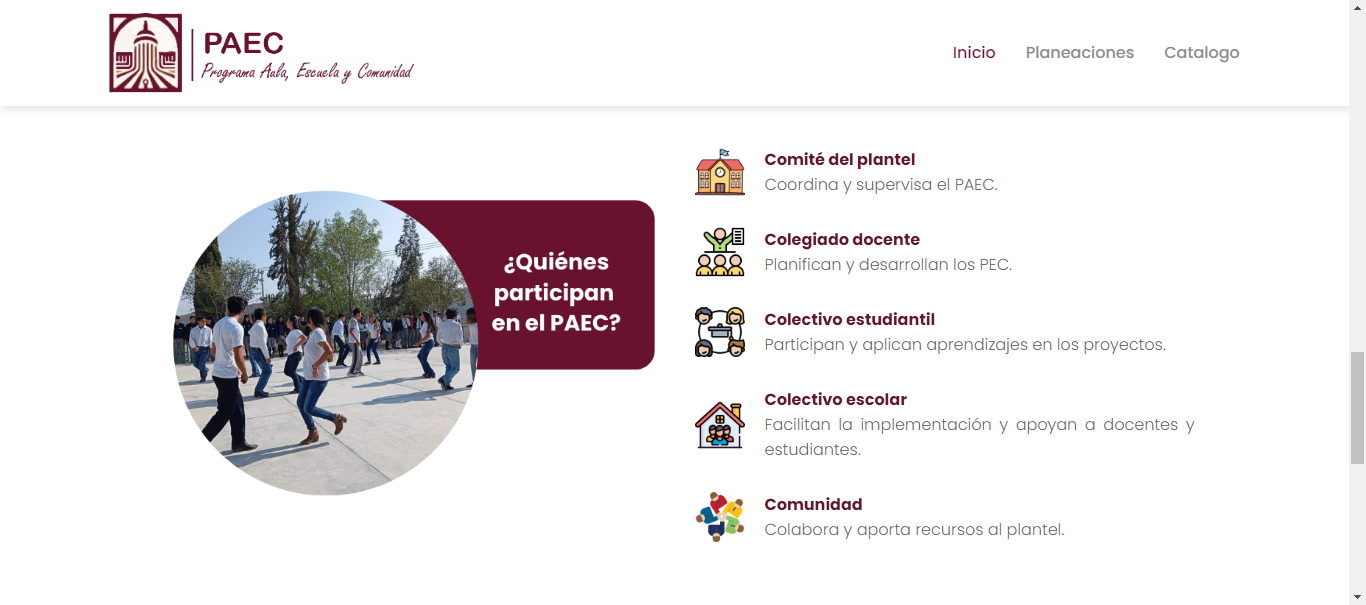 PAEC
Programa Aula, Escuela y Comunidad
Inicio
Planeaciones
Catalogo
¿Quiénes
participan
en el PAEC?
Comité del plantel
Coordina y supervisa el PAEC.
Colegiado docente
Planifican y desarrollan los PEC.
Colectivo estudiantil
Participan y aplican aprendizajes en los proyectos.
Colectivo escolar
Facilitan la implementación y apoyan a docentes y
estudiantes.
Comunidad
Colabora y aporta recursos al plantel.